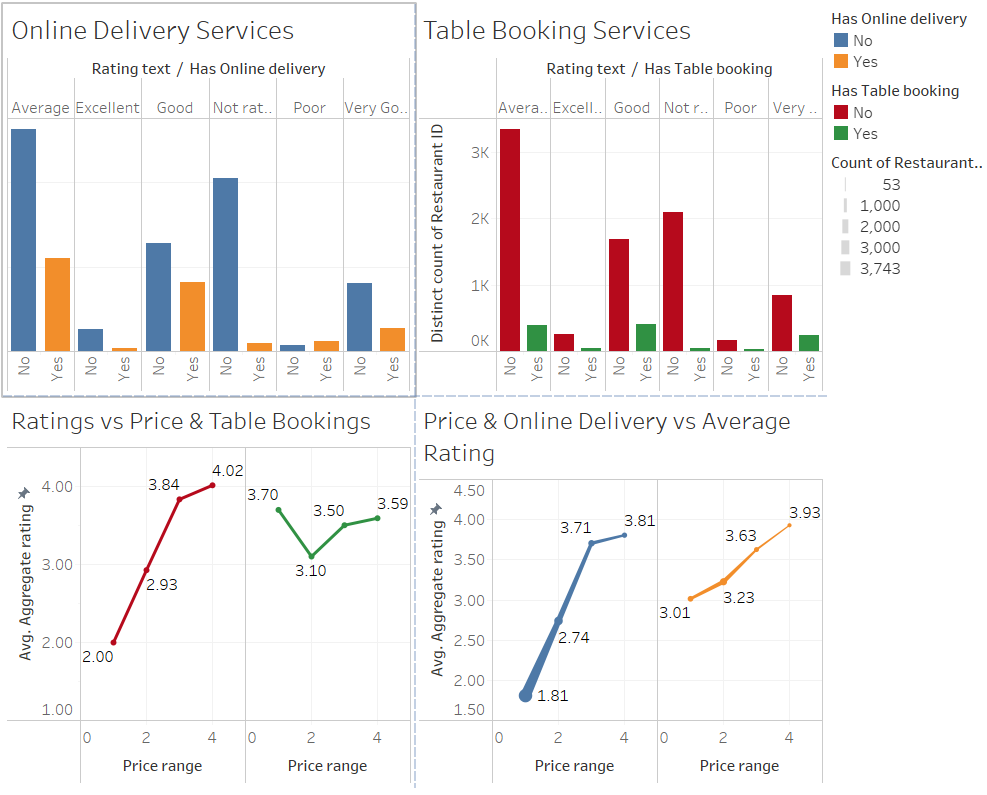 Online Delivery Services
Rating text / Has Online delivery
Average Excellent Good Not rat.. Poor Very Go..
No Yes No Yes No Yes No Yes No Yes No Yes
Table Booking Services
Rating text / Has Table booking
Avera.. Excell.. Good Not r.. Poor Very ..
Distinct count of Restaurant ID
3K
2K
1K
0K
No Yes No Yes No Yes No Yes No Yes No Yes
Has Online delivery
No
Yes
Has Table booking
No
Yes
Count of Restaurant..
53
1,000
2,000
3,000
3,743
Ratings vs Price & Table Bookings
Avg. Aggregate rating
4.00
3.00
2.00
1.00
2.00
2.93
3.84
4.02
3.70
3.10
3.50
3.59
0 2 4 0 2 4
Price range Price range
Price & Online Delivery vs Average
Rating
Avg. Aggregate rating
4.50
4.00
3.50
3.00
2.50
2.00
1.50
1.81
2.74
3.71
3.81
3.01
3.23
3.63
3.93
0 2 4 0 2 4
Price range Price range